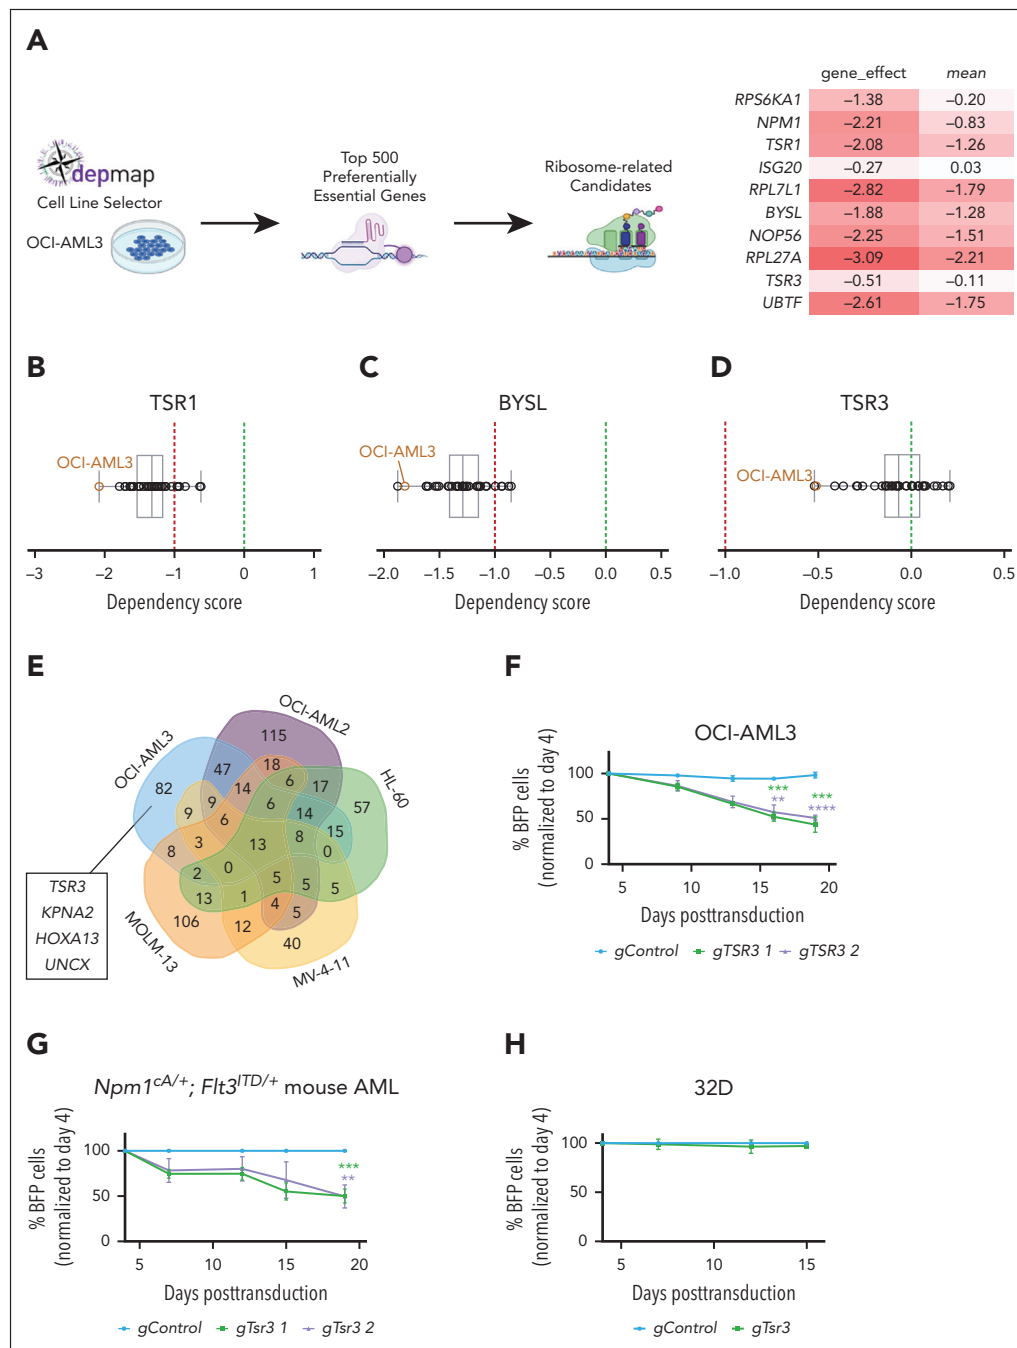 A
depmap
Cell Line Selector
OCI-AML3
Top 500
Preferentially
Essential Genes
Ribosome-related
Candidates
gene_effect mean
RPS6KA1 –1.38 –0.20
NPM1 –2.21 –0.83
TSR1 –2.08 –1.26
ISG20 –0.27 0.03
RPL7L1 –2.82 –1.79
BYSL –1.88 –1.28
NOP56 –2.25 –1.51
RPL27A –3.09 –2.21
TSR3 –0.51 –0.11
UBTF –2.61 –1.75
B
TSR1
OCI-AML3
–3 –2 –1 0 1
Dependency score
C
BYSL
OCI-AML3
–2.0 –1.5 –1.0 –0.5 0.0 0.5
Dependency score
D
TSR3
OCI-AML3
–1.0 –0.5 0.0 0.5
Dependency score
E
OCI-AML2
OCI-AML3
HL-60
MOLM-13
MV-4-11
115
18
47
6
17
82
14
57
9
9
6
14
6
15
3
13
8
0
8
2
0
5
5
5
13
1
4
5
106
12
40
TSR3
KPNA2
HOXA13
UNCX
F
OCI-AML3
% BFP cells
(normalized to day 4)
100
50
0
*** ***
** ****
5 10 15 20
Days posttransduction
gControl gTSR3 1 gTSR3 2
G
Npm1cA/+; Flt3ITD/+ mouse AML
% BFP cells
(normalized to day 4)
100
50
0
***
**
5 10 15 20
Days posttransduction
gControl gTsr3 1 gTsr3 2
H
32D
% BFP cells
(normalized to day 4)
100
50
0
5 10 15
Days posttransduction
gControl gTsr3